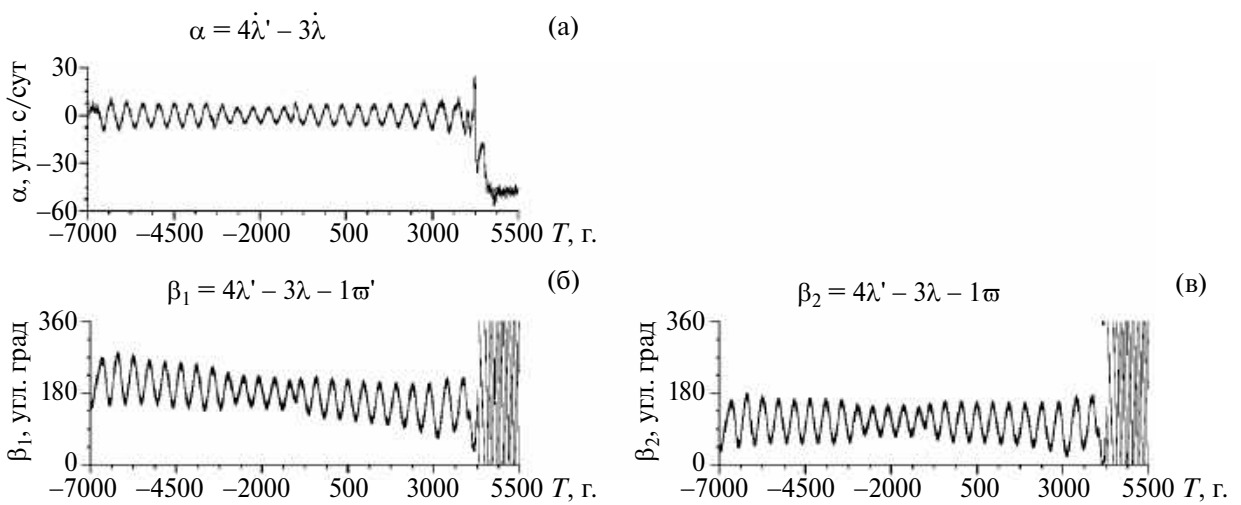 α = 4λ̇' – 3λ̇
(а)
α, угл. с/сут
30
0
–30
–60
–7000 –4500 –2000 500 3000 5500 T, г.
β₁ = 4λ' – 3λ – 1ϖ'
(б)
β₁, угл. град
360
180
0
–7000 –4500 –2000 500 3000 5500 T, г.
β₂ = 4λ' – 3λ – 1ϖ
(в)
β₂, угл. град
360
180
0
–7000 –4500 –2000 500 3000 5500 T, г.